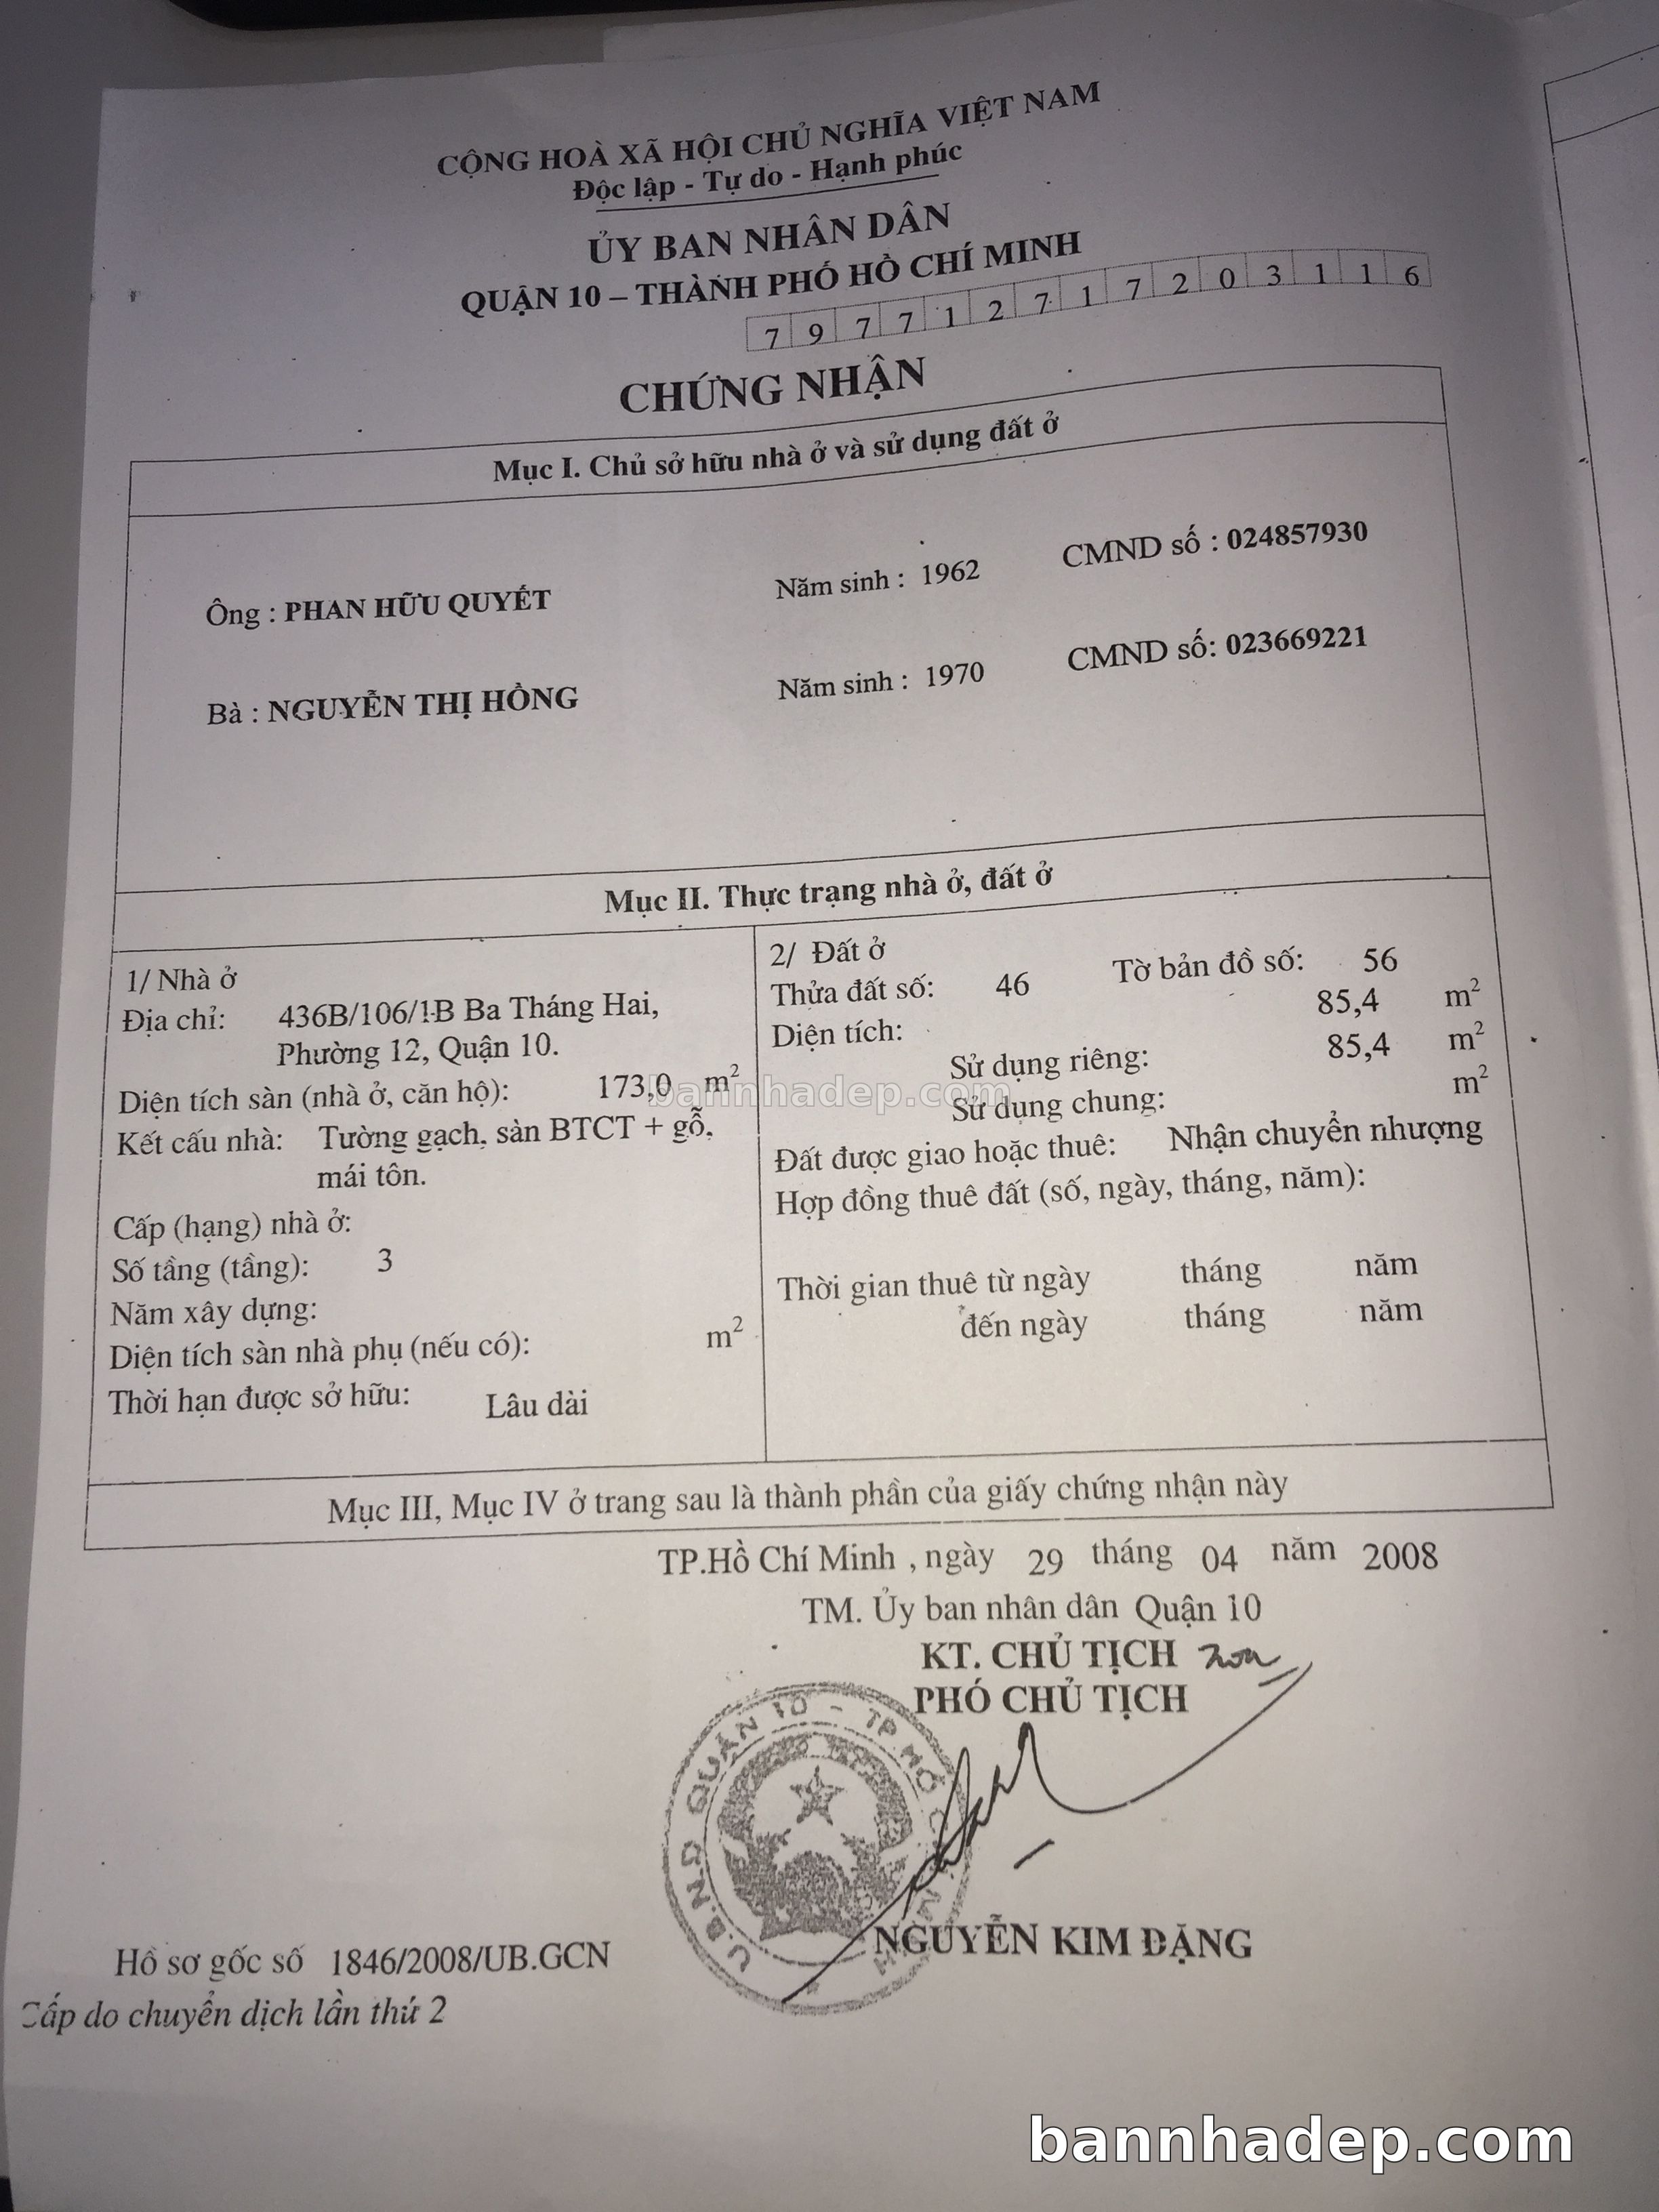 CỘNG HOÀ XÃ HỘI CHỦ NGHĨA VIỆT NAM
Độc lập - Tự do - Hạnh phúc
ỦY BAN NHÂN DÂN
QUẬN 10 – THÀNH PHỐ HỒ CHÍ MINH
7 9 7 7 1 2 7 1 7 2 0 3 1 1 6
CHỨNG NHẬN
Mục I. Chủ sở hữu nhà ở và sử dụng đất ở
Ông : PHAN HỮU QUYẾT Năm sinh : 1962 CMND số : 024857930
Bà : NGUYỄN THỊ HỒNG Năm sinh : 1970 CMND số: 023669221
Mục II. Thực trạng nhà ở, đất ở
1/ Nhà ở
Địa chỉ: 436B/106/1B Ba Tháng Hai,
Phường 12, Quận 10.
Diện tích sàn (nhà ở, căn hộ): 173,0 m²
Kết cấu nhà: Tường gạch, sàn BTCT + gỗ,
mái tôn.
Cấp (hạng) nhà ở:
Số tầng (tầng): 3
Năm xây dựng:
Diện tích sàn nhà phụ (nếu có): m²
Thời hạn được sở hữu: Lâu dài
2/ Đất ở
Thửa đất số: 46 Tờ bản đồ số: 56
Diện tích: 85,4 m²
Sử dụng riêng: 85,4 m²
Sử dụng chung: m²
Đất được giao hoặc thuê: Nhận chuyển nhượng
Hợp đồng thuê đất (số, ngày, tháng, năm):
Thời gian thuê từ ngày tháng năm
đến ngày tháng năm
bannhadep.com
Mục III, Mục IV ở trang sau là thành phần của giấy chứng nhận này
TP.Hồ Chí Minh , ngày 29 tháng 04 năm 2008
TM. Ủy ban nhân dân Quận 10
KT. CHỦ TỊCH
PHÓ CHỦ TỊCH
U.B.N.D QUẬN 10 - TP. HỒ C
NGUYỄN KIM ĐẶNG
Hồ sơ gốc số 1846/2008/UB.GCN
Cấp do chuyển dịch lần thứ 2
bannhadep.com